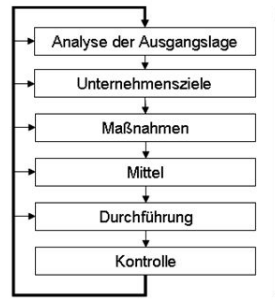 Analyse der Ausgangslage
Unternehmensziele
Maßnahmen
Mittel
Durchführung
Kontrolle